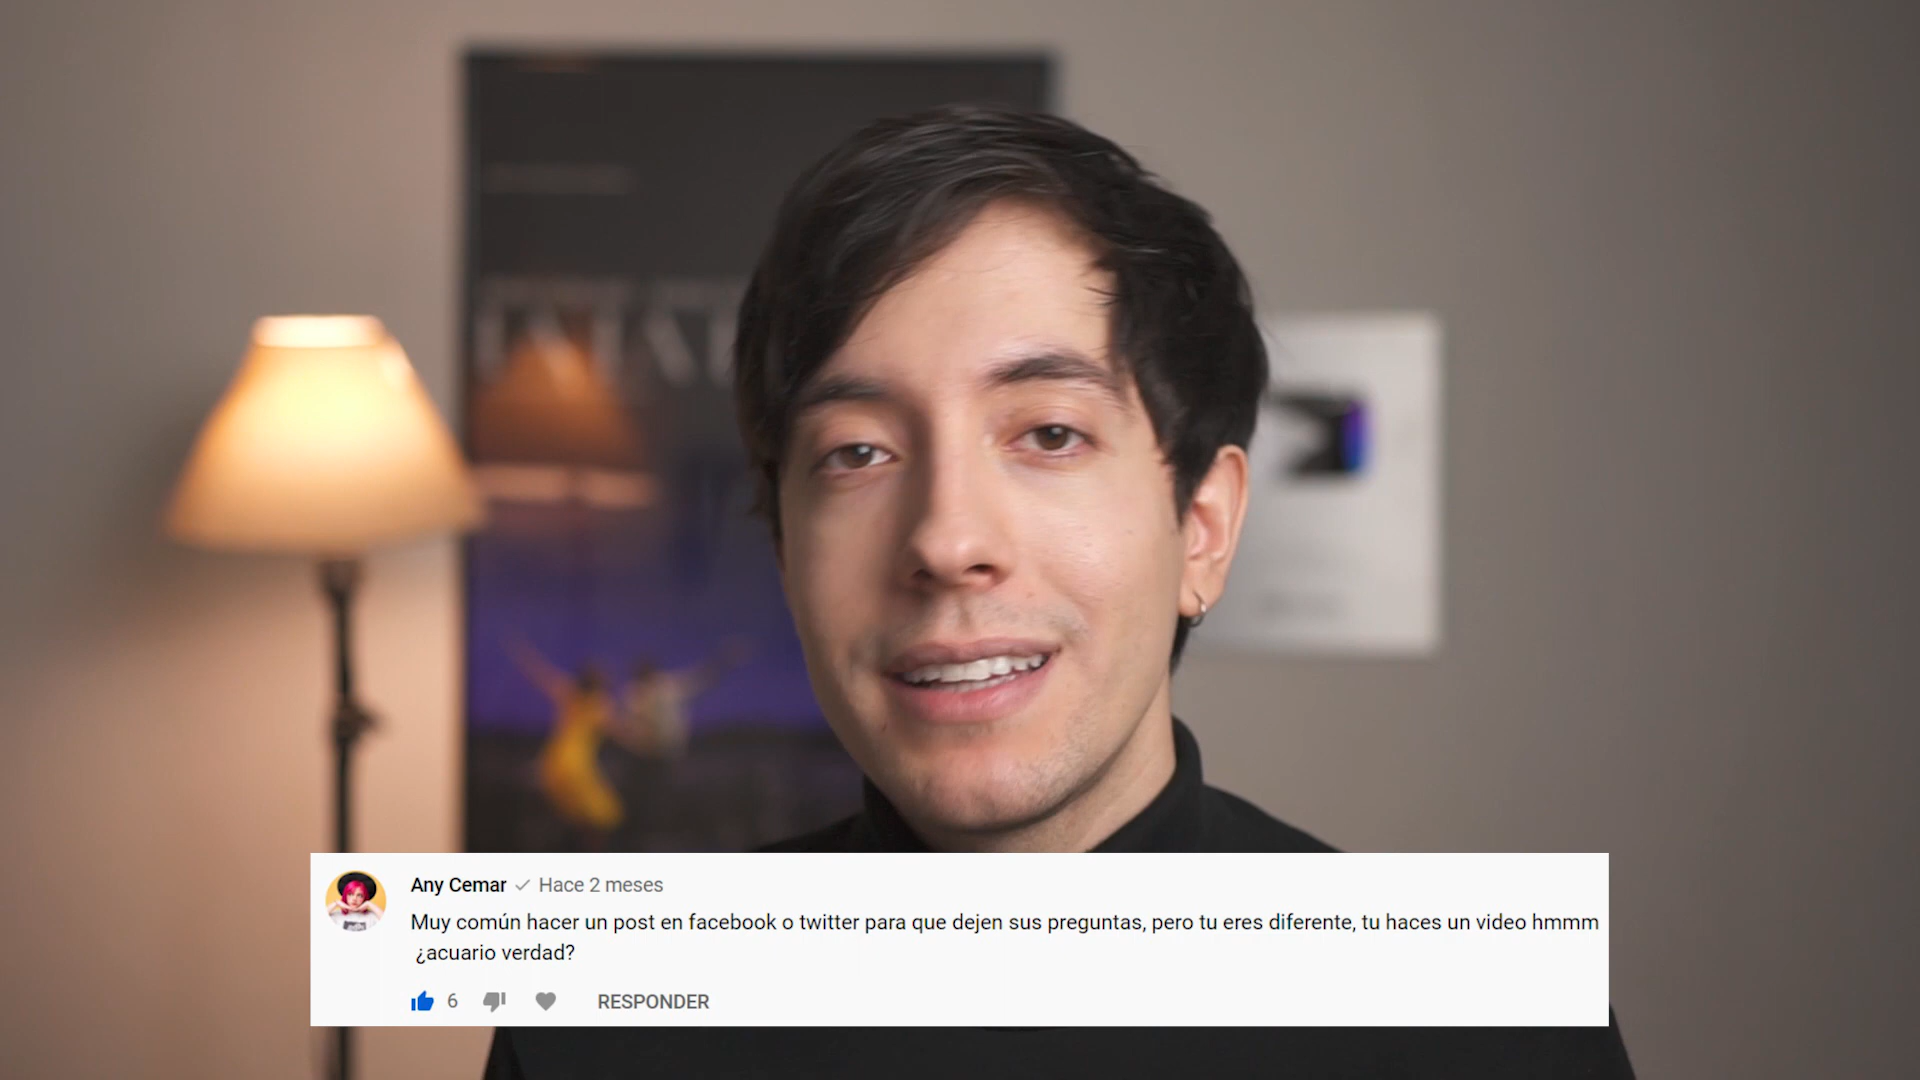 Any Cemar Hace 2 meses
Muy común hacer un post en facebook o twitter para que dejen sus preguntas, pero tu eres diferente, tu haces un video hmmm
¿acuario verdad?
6 RESPONDER